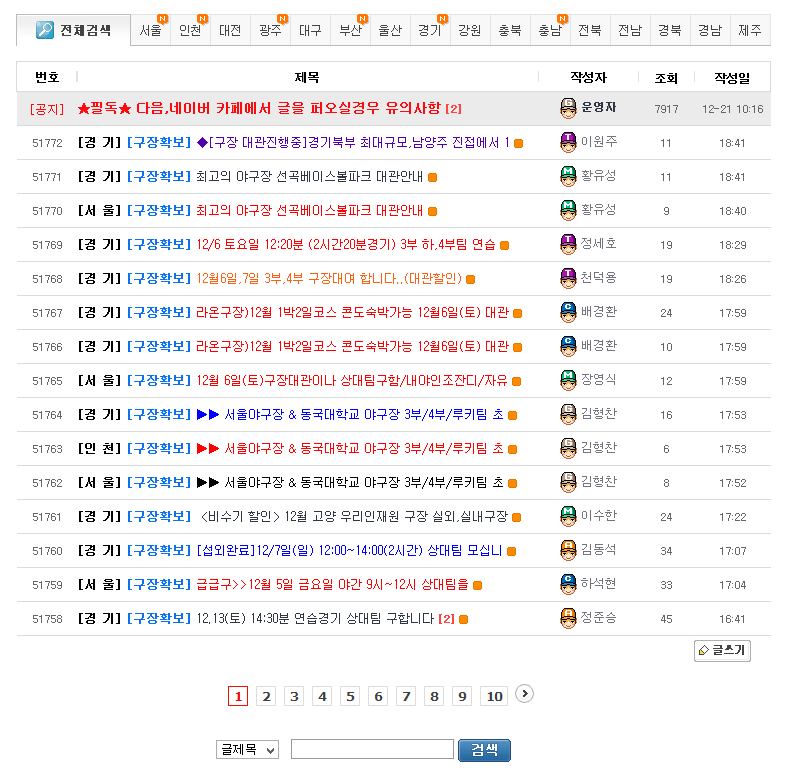 전체검색 서울 N 인천 N 대전 광주 N 대구 부산 N 울산 경기 N 강원 충북 충남 N 전북 전남 경북 경남 제주
번호 제목 작성자 조회 작성일
[공지] ★필독★ 다음,네이버 카페에서 글을 퍼오실경우 유의사항 [2] 운영자 7917 12-21 10:16
51772 [경 기] [구장확보] ◆[구장 대관진행중]경기북부 최대규모,남양주 진접에서 1 이원주 11 18:41
51771 [경 기] [구장확보] 최고의 야구장 선곡베이스볼파크 대관안내 황유성 11 18:41
51770 [서 울] [구장확보] 최고의 야구장 선곡베이스볼파크 대관안내 황유성 9 18:40
51769 [경 기] [구장확보] 12/6 토요일 12:20분 (2시간20분경기) 3부 하,4부팀 연습 정세호 19 18:29
51768 [경 기] [구장확보] 12월6일,7일 3부,4부 구장대여 합니다..(대관할인) 천덕용 19 18:26
51767 [경 기] [구장확보] 라온구장)12월 1박2일코스 콘도숙박가능 12월6일(토) 대관 배경환 24 17:59
51766 [경 기] [구장확보] 라온구장)12월 1박2일코스 콘도숙박가능 12월6일(토) 대관 배경환 10 17:59
51765 [서 울] [구장확보] 12월 6일(토)구장대관이나 상대팀구함/내야인조잔디/자유 장영식 12 17:59
51764 [경 기] [구장확보] ▶▶ 서울야구장 & 동국대학교 야구장 3부/4부/루키팀 초 김형찬 16 17:53
51763 [인 천] [구장확보] ▶▶ 서울야구장 & 동국대학교 야구장 3부/4부/루키팀 초 김형찬 6 17:53
51762 [서 울] [구장확보] ▶▶ 서울야구장 & 동국대학교 야구장 3부/4부/루키팀 초 김형찬 8 17:52
51761 [경 기] [구장확보] <비수기 할인> 12월 고양 우리인재원 구장 실외,실내구장 이수한 24 17:22
51760 [경 기] [구장확보] [섭외완료]12/7일(일) 12:00~14:00(2시간) 상대팀 모십니 김동석 34 17:07
51759 [서 울] [구장확보] 급급구>>12월 5일 금요일 야간 9시~12시 상대팀을 하석현 33 17:04
51758 [경 기] [구장확보] 12.13(토) 14:30분 연습경기 상대팀 구합니다 [2] 정준승 45 16:41
글쓰기
1 2 3 4 5 6 7 8 9 10
글제목 검색